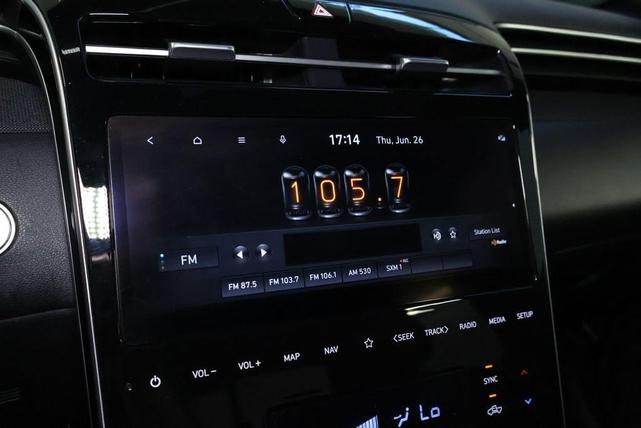 17:14 Thu, Jun. 26
105.7
FM
Station List
Radio
FM 87.5 FM 103.7 FM 106.1 AM 530 SXM 1
VOL− VOL+ MAP NAV <SEEK TRACK> RADIO MEDIA SETUP
SYNC
Lo